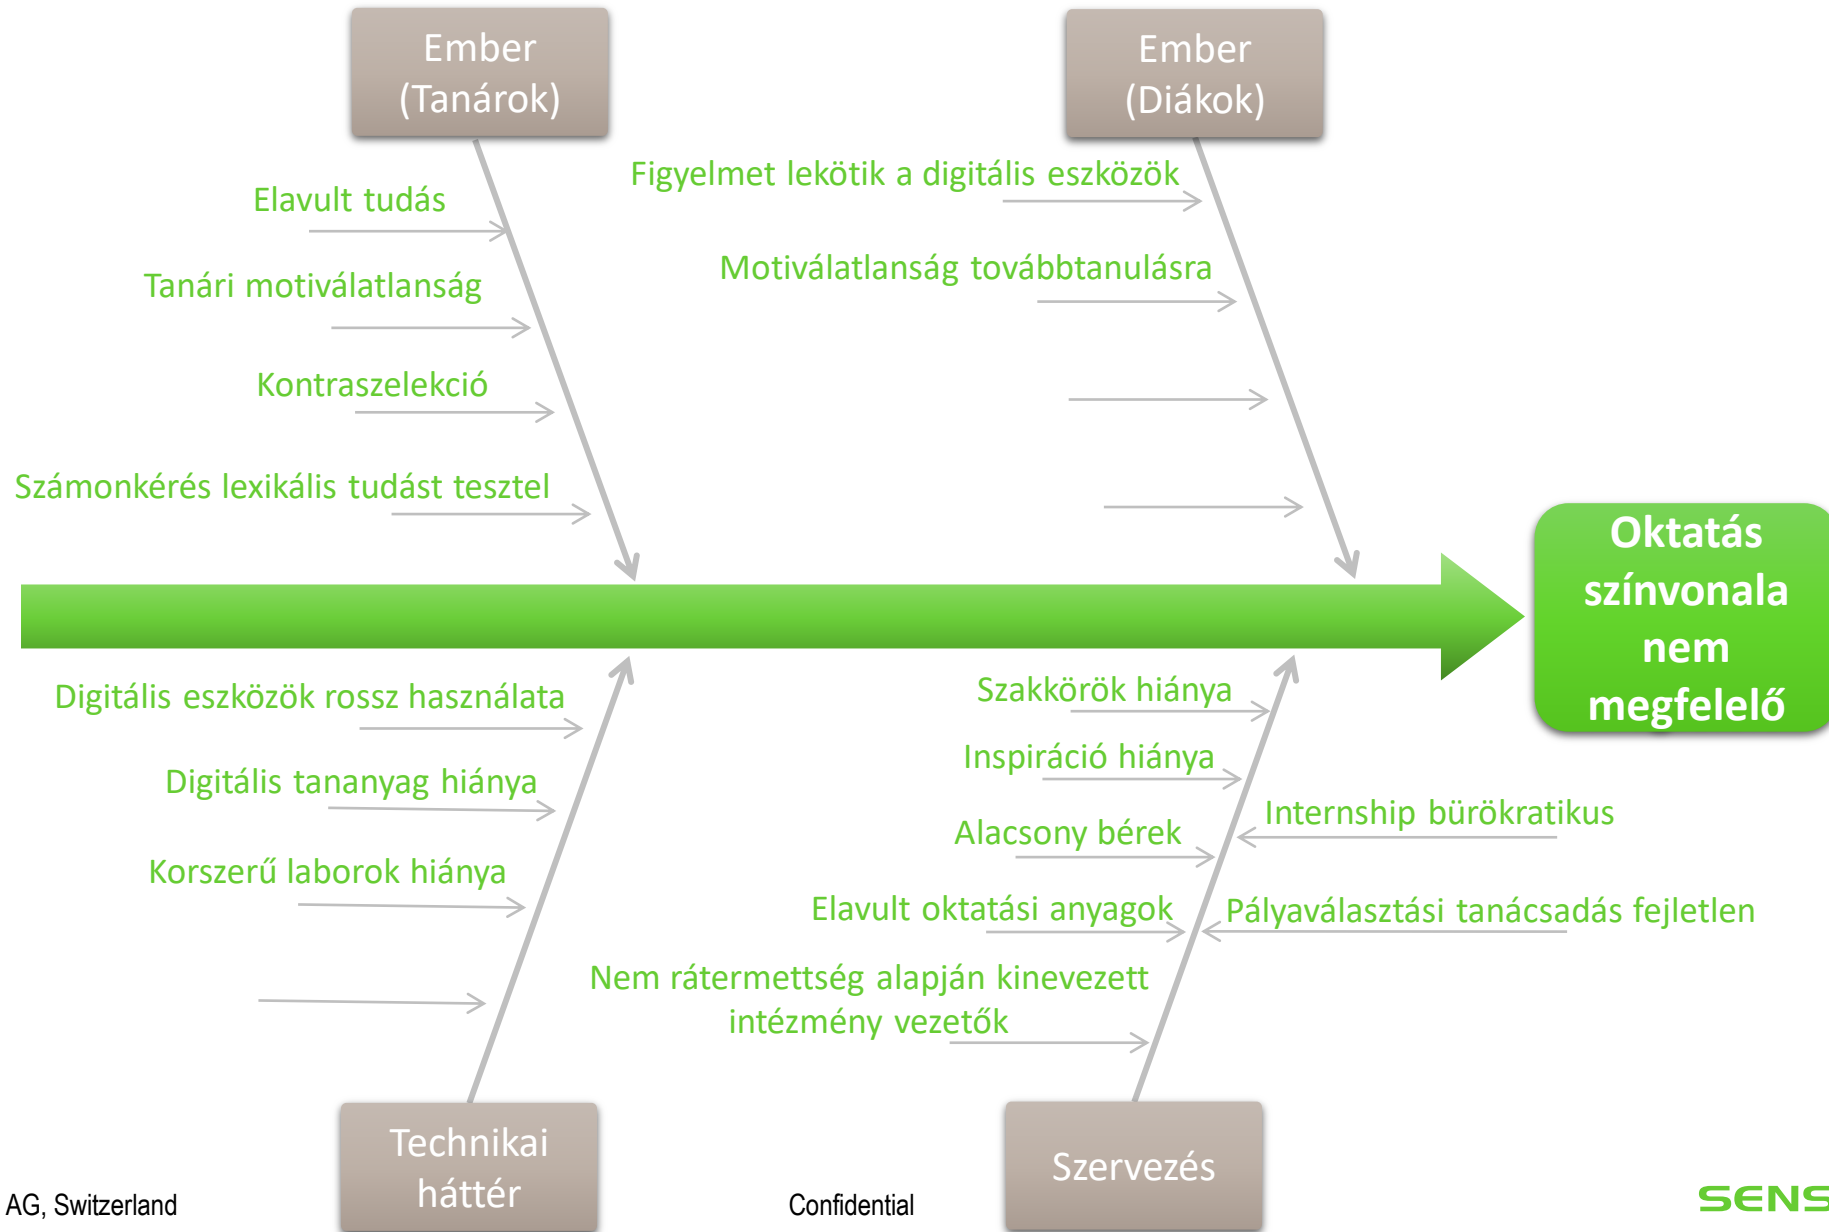 Ember
(Tanárok)
Ember
(Diákok)
Figyelmet lekötik a digitális eszközök
Elavult tudás
Motiválatlanság továbbtanulásra
Tanári motiválatlanság
Kontraszelekció
Számonkérés lexikális tudást tesztel
Oktatás
színvonala
nem
megfelelő
Digitális eszközök rossz használata
Szakkörök hiánya
Inspiráció hiánya
Digitális tananyag hiánya
Internship bürökratikus
Alacsony bérek
Korszerű laborok hiánya
Elavult oktatási anyagok
Pályaválasztási tanácsadás fejletlen
Nem rátermettség alapján kinevezett
intézmény vezetők
Technikai
háttér
Szervezés
AG, Switzerland
Confidential
SENS